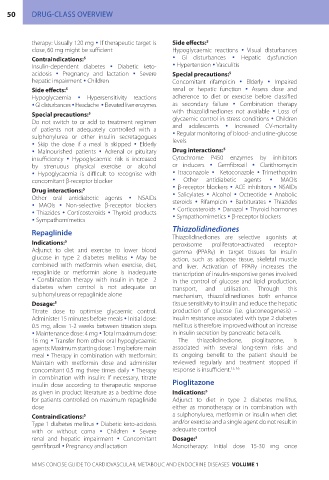 50 DRUG-CLASS OVERVIEW
therapy: Usually 120 mg • If therapeutic target is
close, 60 mg might be sufficient
Contraindications:⁵
Insulin-dependent diabetes • Diabetic keto-
acidosis • Pregnancy and lactation • Severe
hepatic impairment • Children
Side effects:⁵
Hypoglycaemia • Hypersensitivity reactions
• GI disturbances • Headache • Elevated liver enzymes
Special precautions:⁵
Do not switch to or add to treatment regimen
of patients not adequately controlled with a
sulphonylurea or other insulin secretagogues
• Skip the dose if a meal is skipped • Elderly
• Malnourished patients • Adrenal or pituitary
insufficiency • Hypoglycaemic risk is increased
by strenuous physical exercise or alcohol
• Hypoglycaemia is difficult to recognise with
concomitant β-receptor blocker
Drug interactions:⁵
Other oral antidiabetic agents • NSAIDs
• MAOIs • Non-selective β-receptor blockers
• Thiazides • Corticosteroids • Thyroid products
• Sympathomimetics
Repaglinide
Indications:⁵
Adjunct to diet and exercise to lower blood
glucose in type 2 diabetes mellitus • May be
combined with metformin when exercise, diet,
repaglinide or metformin alone is inadequate
• Combination therapy with insulin in type 2
diabetes when control is not adequate on
sulphonylureas or repaglinide alone
Dosage:⁵
Titrate dose to optimise glycaemic control.
Administer 15 minutes before meals • Initial dose:
0.5 mg, allow 1-2 weeks between titration steps
• Maintenance dose: 4 mg • Total maximum dose:
16 mg • Transfer from other oral hypoglycaemic
agents: Maximum starting dose: 1 mg before main
meal • Therapy in combination with metformin:
Maintain with metformin dose and administer
concomitant 0.5 mg three times daily • Therapy
in combination with insulin: If necessary, titrate
insulin dose according to therapeutic response
as given in product literature as a bedtime dose
for patients controlled on maximum repaglinide
dose
Contraindications:⁵
Type 1 diabetes mellitus • Diabetic keto-acidosis
with or without coma • Children • Severe
renal and hepatic impairment • Concomitant
gemfibrozil • Pregnancy and lactation
Side effects:⁵
Hypoglycaemic reactions • Visual disturbances
• GI disturbances • Hepatic dysfunction
• Hypertension • Vasculitis
Special precautions:⁵
Concomitant rifampicin • Elderly • Impaired
renal or hepatic function • Assess dose and
adherence to diet or exercise before classified
as secondary failure • Combination therapy
with thiazolidinediones not available • Loss of
glycaemic control in stress conditions • Children
and adolescents • Increased CV-mortality
• Regular monitoring of blood- and urine-glucose
levels
Drug interactions:⁵
Cytochrome P450 enzymes by inhibitors
or inducers • Gemfibrozil • Clarithromycin
• Itraconazole • Ketoconazole • Trimethoprim
• Other antidiabetic agents • MAOIs
• β-receptor blockers • ACE inhibitors • NSAIDs
• Salicylates • Alcohol • Octreotide • Anabolic
steroids • Rifampicin • Barbiturates • Thiazides
• Corticosteroids • Danazol • Thyroid hormones
• Sympathomimetics • β-receptor blockers
Thiazolidinediones
Thiazolidinediones are selective agonists at
peroxisome proliferator-activated receptor-
gamma (PPARγ) in target tissues for insulin
action, such as adipose tissue, skeletal muscle
and liver. Activation of PPARγ increases the
transcription of insulin-responsive genes involved
in the control of glucose and lipid production,
transport, and utilisation. Through this
mechanism, thiazolidinediones both enhance
tissue sensitivity to insulin and reduce the hepatic
production of glucose (i.e. gluconeogenesis) –
insulin resistance associated with type 2 diabetes
mellitus is therefore improved without an increase
in insulin secretion by pancreatic beta cells.
The thiazolidinedione, pioglitazone, is
associated with several long-term risks and
its ongoing benefit to the patient should be
reviewed regularly and treatment stopped if
response is insufficient.
Pioglitazone
Indications:⁵
Adjunct to diet in type 2 diabetes mellitus,
either as monotherapy or in combination with
a sulphonylurea, metformin or insulin when diet
and/or exercise and a single agent do not result in
adequate control
Dosage:⁵
Monotherapy: Initial dose 15-30 mg once
MIMS CONCISE GUIDE TO CARDIOVASCULAR, METABOLIC AND ENDOCRINE DISEASES VOLUME 1